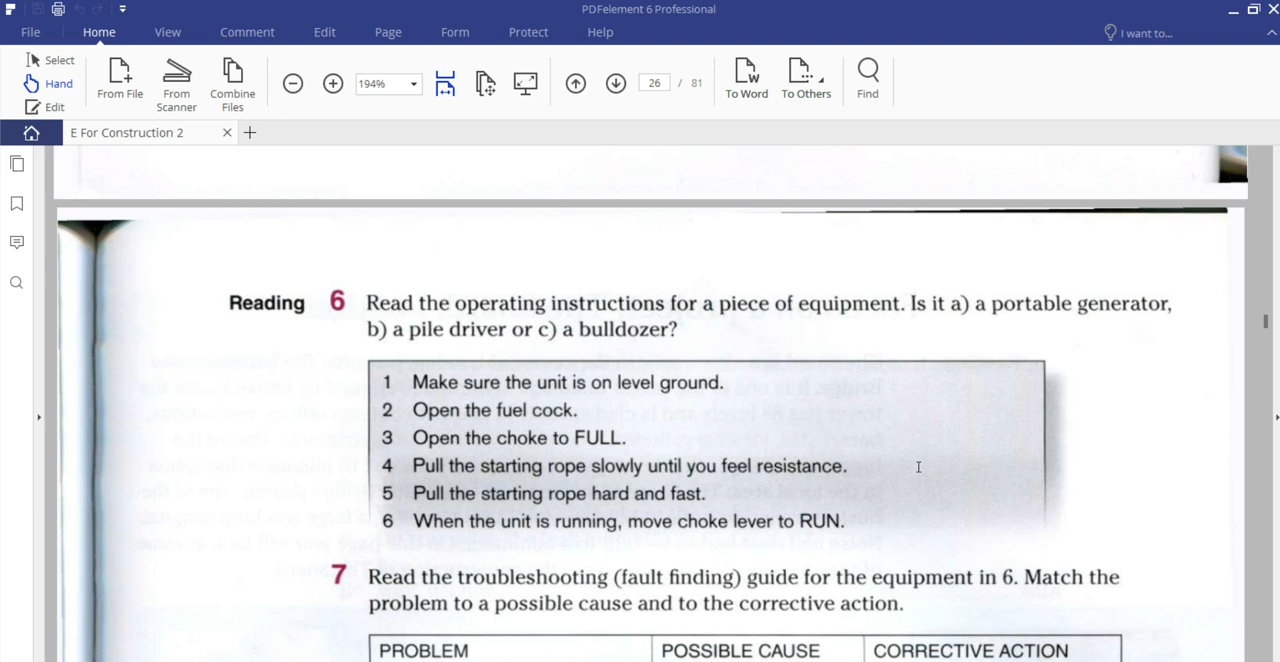 PDFelement 6 Professional
File Home View Comment Edit Page Form Protect Help I want to...
Select
Hand
Edit
From File
From Scanner
Combine Files
194%
26 / 81
To Word
To Others
Find
E For Construction 2
Reading 6 Read the operating instructions for a piece of equipment. Is it a) a portable generator,
b) a pile driver or c) a bulldozer?
1 Make sure the unit is on level ground.
2 Open the fuel cock.
3 Open the choke to FULL.
4 Pull the starting rope slowly until you feel resistance.
5 Pull the starting rope hard and fast.
6 When the unit is running, move choke lever to RUN.
7 Read the troubleshooting (fault finding) guide for the equipment in 6. Match the
problem to a possible cause and to the corrective action.
PROBLEM POSSIBLE CAUSE CORRECTIVE ACTION